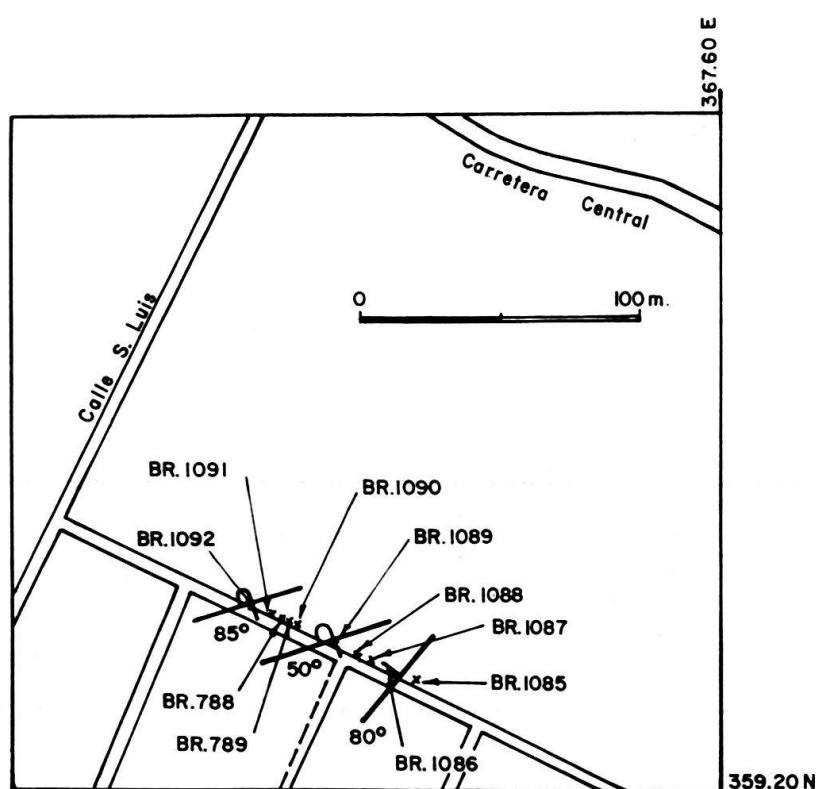 367.60 E
Carretera Central
0 100 m.
Calle S. Luis
BR. 1091
BR. 1090
BR. 1092
BR. 1089
BR. 1088
BR. 1087
85°
50°
BR. 1085
BR. 788
BR. 789
80°
BR. 1086
359.20 N